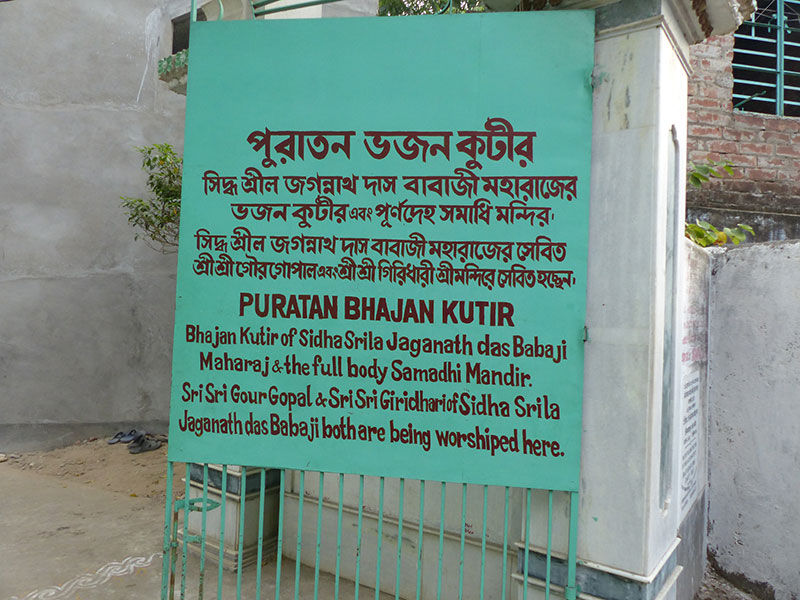 পুরাতন ভজন কুটীর
সিদ্ধ শ্রীল জগন্নাথ দাস বাবাজী মহারাজের
ভজন কুটীর এবং পূর্ণদেহ সমাধি মন্দির।
সিদ্ধ শ্রীল জগন্নাথ দাস বাবাজী মহারাজের সেবিত
শ্রীশ্রী গৌরগোপাল এবং শ্রীশ্রী গিরিধারী শ্রীমন্দিরে সেবিত হচ্ছেন।
PURATAN BHAJAN KUTIR
Bhajan Kutir of Sidha Srila Jaganath das Babaji
Maharaj & the full body Samadhi Mandir.
Sri Sri Gour Gopal & Sri Sri Giridhari of Sidha Srila
Jaganath das Babaji both are being worshiped here.